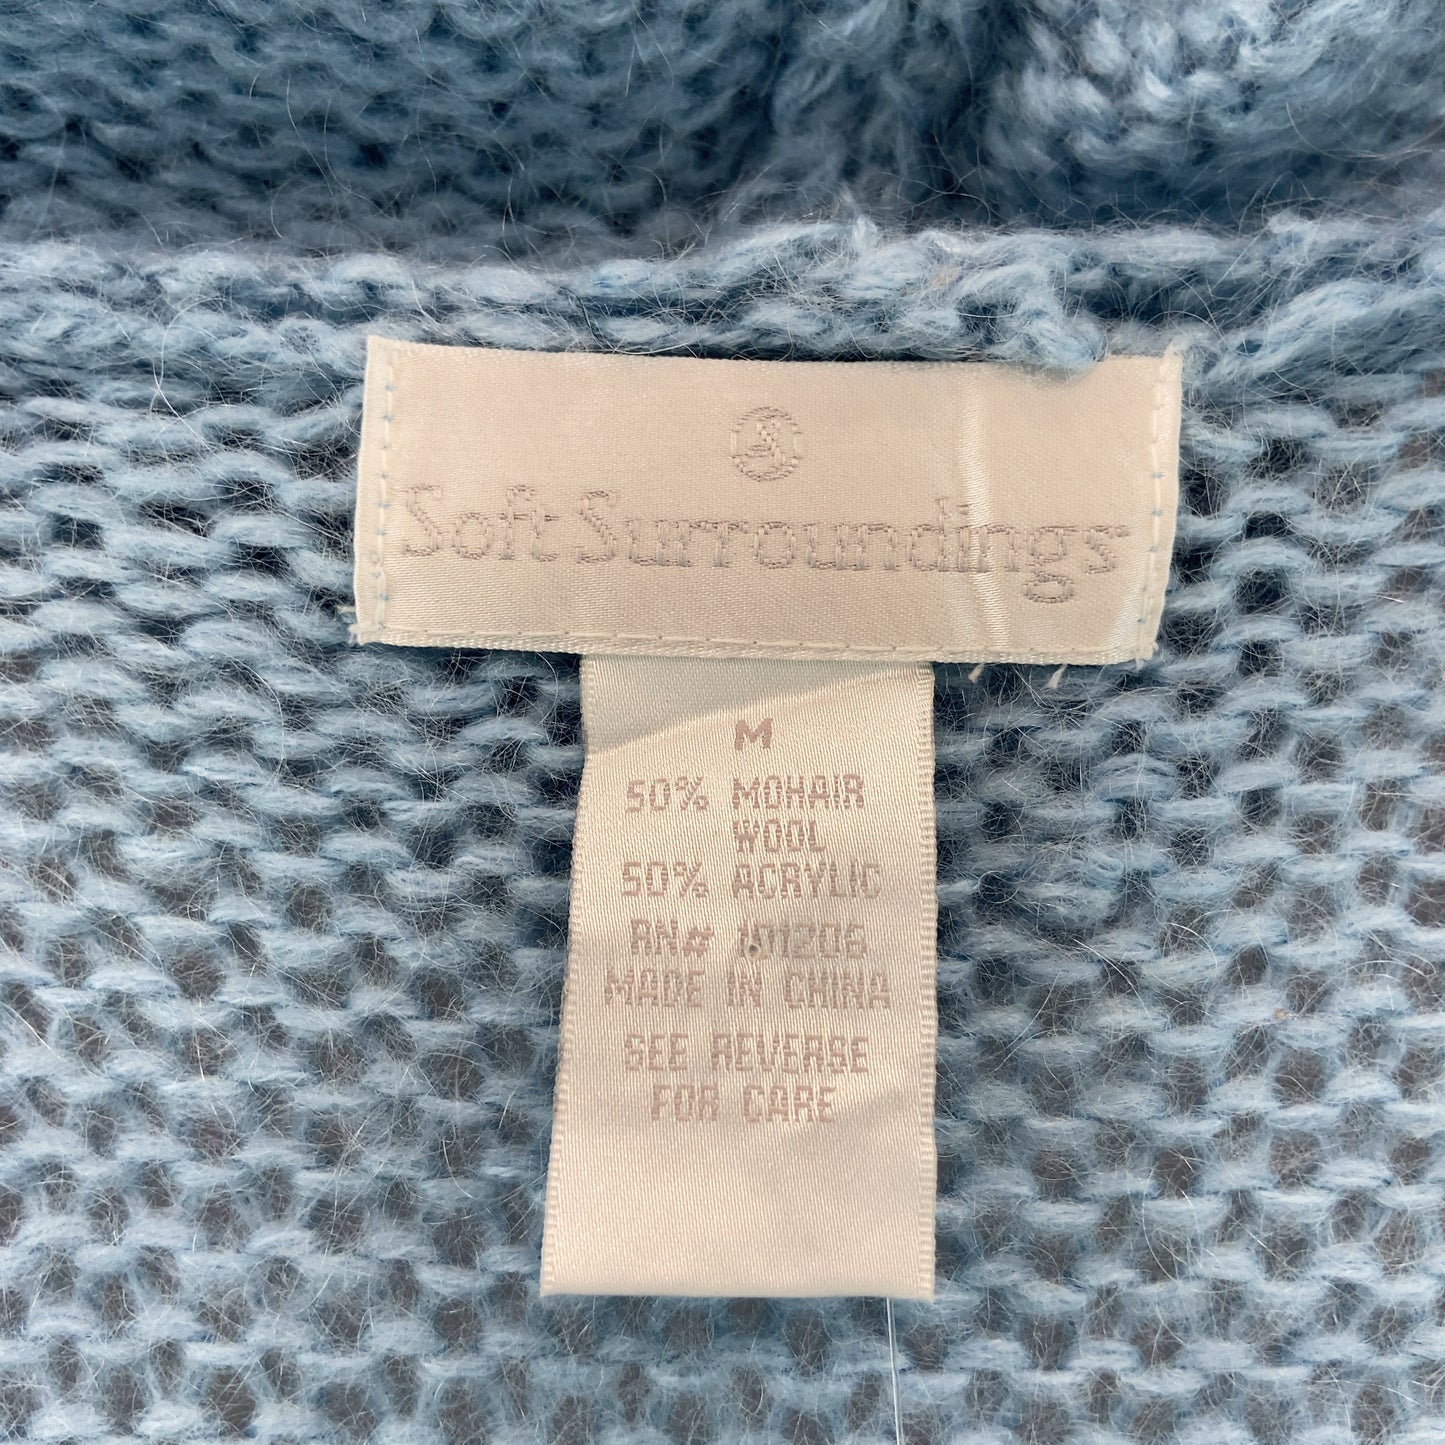 Soft Surroundings
M
50% MOHAIR
WOOL
50% ACRYLIC
RN# 101206
MADE IN CHINA
SEE REVERSE
FOR CARE